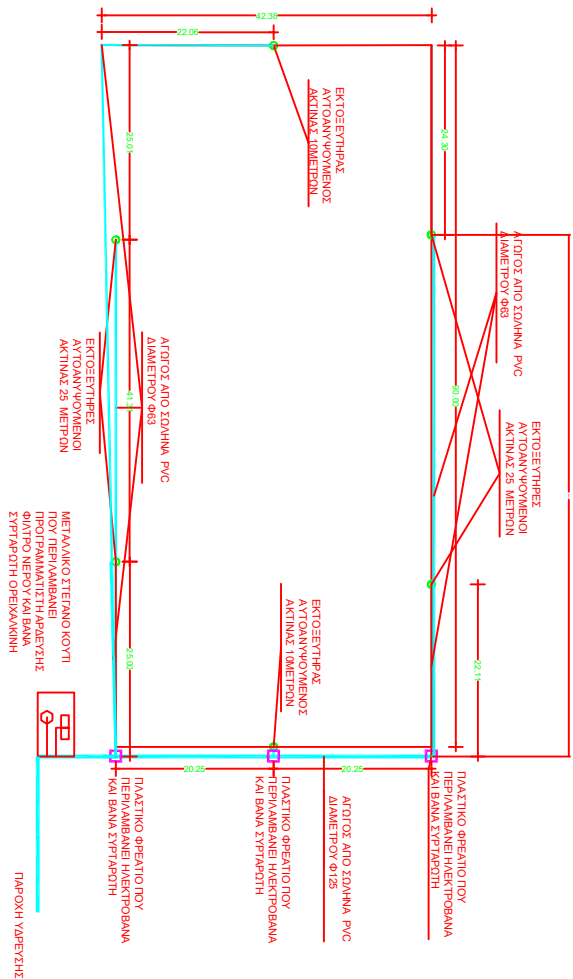 42.38
22.06
ΕΚΤΟΞΕΥΤΗΡΑΣ
ΑΥΤΟΑΝΥΨΟΥΜΕΝΟΣ
ΑΚΤΙΝΑΣ 10ΜΕΤΡΩΝ
25.01
24.30
ΑΓΩΓΟΣ ΑΠΟ ΣΩΛΗΝΑ PVC
ΔΙΑΜΕΤΡΟΥ Φ63
ΕΚΤΟΞΕΥΤΗΡΕΣ
ΑΥΤΟΑΝΥΨΟΥΜΕΝΟΙ
ΑΚΤΙΝΑΣ 25 ΜΕΤΡΩΝ
ΑΓΩΓΟΣ ΑΠΟ ΣΩΛΗΝΑ PVC
ΔΙΑΜΕΤΡΟΥ Φ63
ΕΚΤΟΞΕΥΤΗΡΕΣ
ΑΥΤΟΑΝΥΨΟΥΜΕΝΟΙ
ΑΚΤΙΝΑΣ 25 ΜΕΤΡΩΝ
ΜΕΤΑΛΛΙΚΟ ΣΤΕΓΑΝΟ ΚΟΥΤΙ
ΠΟΥ ΠΕΡΙΛΑΜΒΑΝΕΙ
ΠΡΟΓΡΑΜΜΑΤΙΣΤΗ ΑΡΔΕΥΣΗΣ
ΦΙΛΤΡΟ ΝΕΡΟΥ ΚΑΙ ΒΑΝΑ
ΣΥΡΤΑΡΩΤΗ ΟΡΕΙΧΑΛΚΙΝΗ
ΕΚΤΟΞΕΥΤΗΡΑΣ
ΑΥΤΟΑΝΥΨΟΥΜΕΝΟΣ
ΑΚΤΙΝΑΣ 10ΜΕΤΡΩΝ
25.00
22.11
20.25
20.25
ΠΛΑΣΤΙΚΟ ΦΡΕΑΤΙΟ ΠΟΥ
ΠΕΡΙΛΑΜΒΑΝΕΙ ΗΛΕΚΤΡΟΒΑΝΑ
ΚΑΙ ΒΑΝΑ ΣΥΡΤΑΡΩΤΗ
ΠΛΑΣΤΙΚΟ ΦΡΕΑΤΙΟ ΠΟΥ
ΠΕΡΙΛΑΜΒΑΝΕΙ ΗΛΕΚΤΡΟΒΑΝΑ
ΚΑΙ ΒΑΝΑ ΣΥΡΤΑΡΩΤΗ
ΑΓΩΓΟΣ ΑΠΟ ΣΩΛΗΝΑ PVC
ΔΙΑΜΕΤΡΟΥ Φ125
ΠΛΑΣΤΙΚΟ ΦΡΕΑΤΙΟ ΠΟΥ
ΠΕΡΙΛΑΜΒΑΝΕΙ ΗΛΕΚΤΡΟΒΑΝΑ
ΚΑΙ ΒΑΝΑ ΣΥΡΤΑΡΩΤΗ
ΠΑΡΟΧΗ ΥΔΡΕΥΣΗΣ